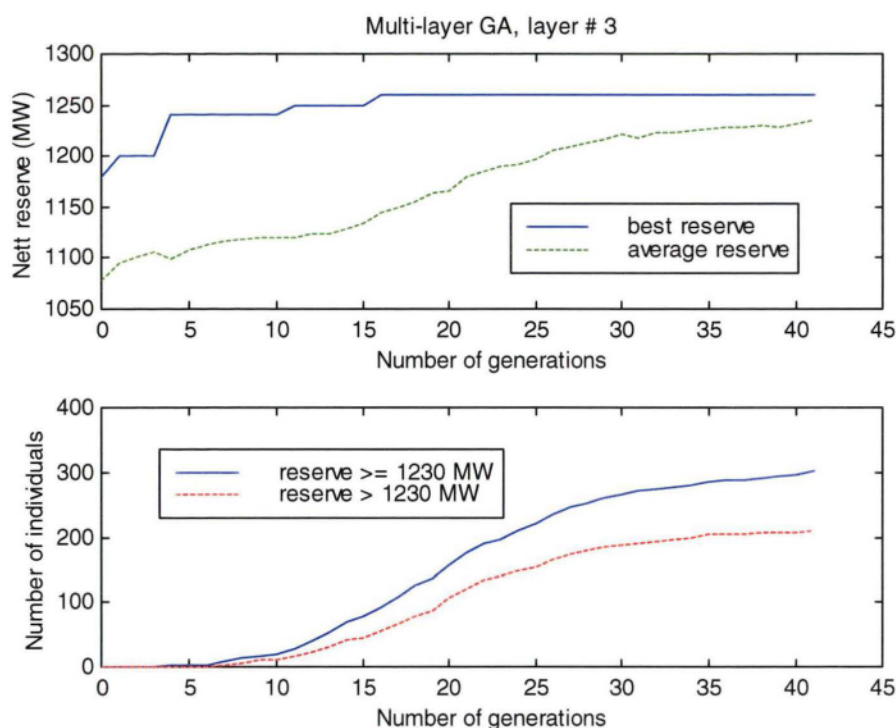 Multi-layer GA, layer # 3
Nett reserve (MW)
1300
1250
1200
1150
1100
1050
best reserve
average reserve
0 5 10 15 20 25 30 35 40 45
Number of generations
Number of individuals
400
300
200
100
0
reserve >= 1230 MW
reserve > 1230 MW
0 5 10 15 20 25 30 35 40 45
Number of generations